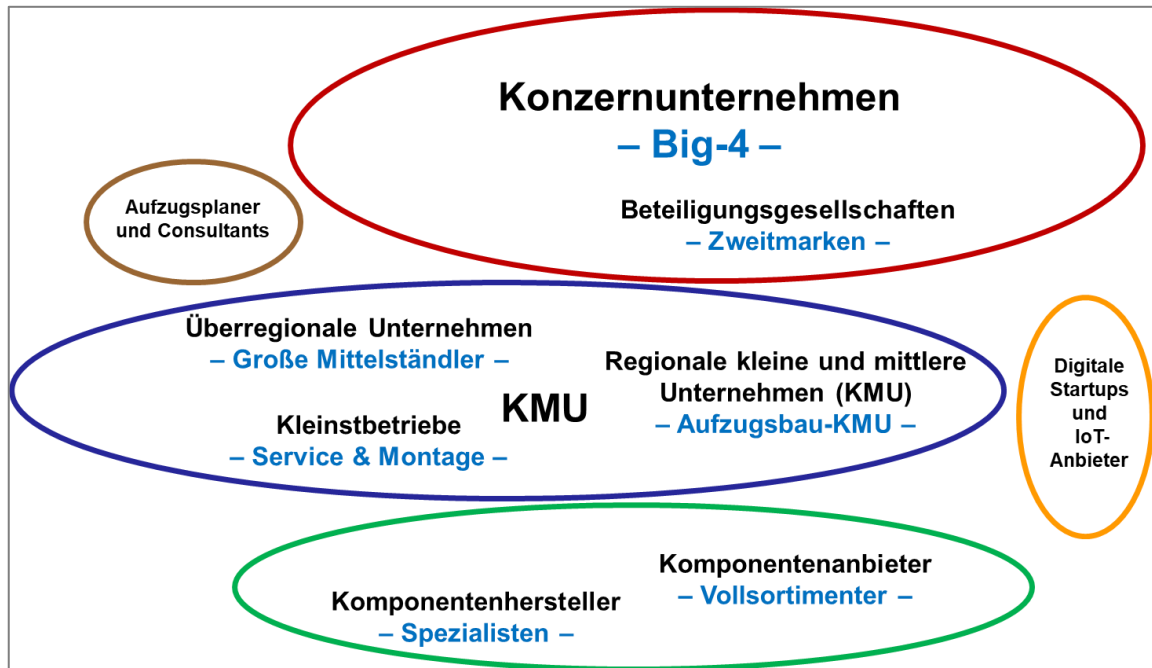 Konzernunternehmen
– Big-4 –
Beteiligungsgesellschaften
– Zweitmarken –
Aufzugsplaner
und Consultants
Überregionale Unternehmen
– Große Mittelständler –
Regionale kleine und mittlere
Unternehmen (KMU)
– Aufzugsbau-KMU –
KMU
Kleinstbetriebe
– Service & Montage –
Digitale
Startups
und
IoT-
Anbieter
Komponentenanbieter
– Vollsortimenter –
Komponentenhersteller
– Spezialisten –